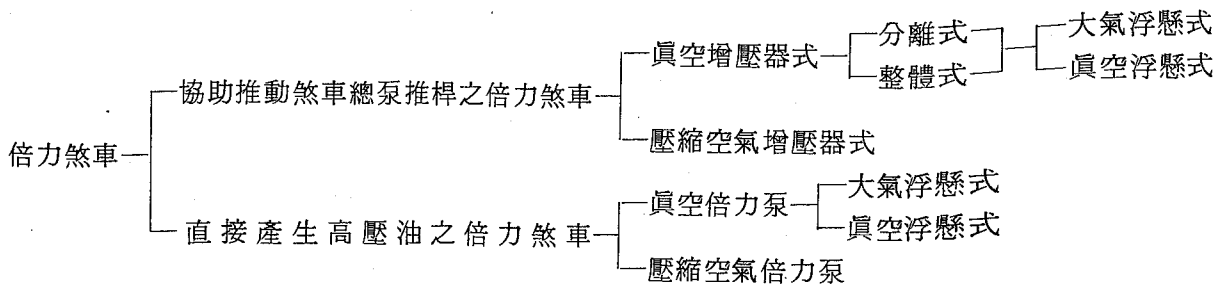 倍力煞車
協助推動煞車總泵推桿之倍力煞車
眞空增壓器式
分離式
整體式
大氣浮懸式
眞空浮懸式
壓縮空氣增壓器式
直接產生高壓油之倍力煞車
眞空倍力泵
大氣浮懸式
眞空浮懸式
壓縮空氣倍力泵